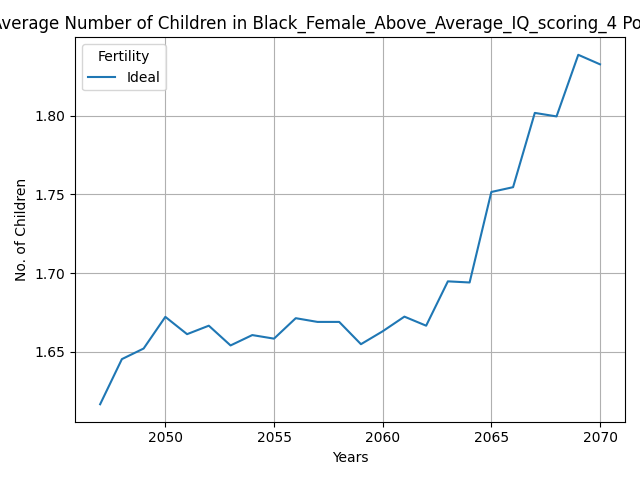 Average Number of Children in Black_Female_Above_Average_IQ_scoring_4 Po
Fertility
Ideal
No. of Children
1.80
1.75
1.70
1.65
2050 2055 2060 2065 2070
Years